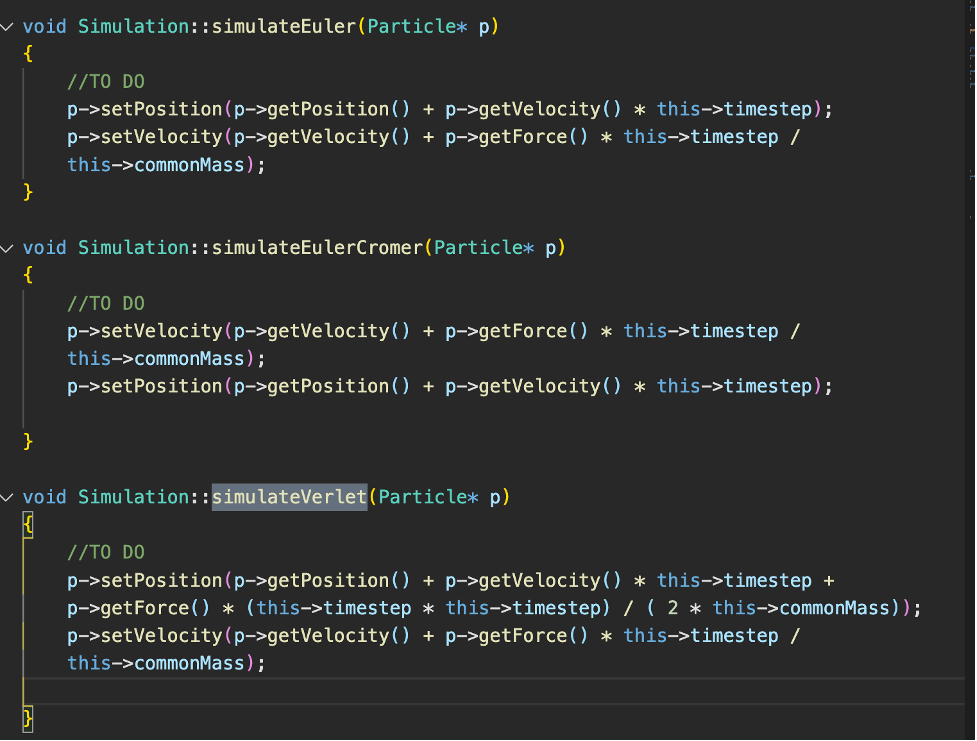 void Simulation::simulateEuler(Particle* p)
{
//TO DO
p->setPosition(p->getPosition() + p->getVelocity() * this->timestep);
p->setVelocity(p->getVelocity() + p->getForce() * this->timestep /
this->commonMass);
}
void Simulation::simulateEulerCromer(Particle* p)
{
//TO DO
p->setVelocity(p->getVelocity() + p->getForce() * this->timestep /
this->commonMass);
p->setPosition(p->getPosition() + p->getVelocity() * this->timestep);
}
void Simulation::simulateVerlet(Particle* p)
{
//TO DO
p->setPosition(p->getPosition() + p->getVelocity() * this->timestep +
p->getForce() * (this->timestep * this->timestep) / ( 2 * this->commonMass));
p->setVelocity(p->getVelocity() + p->getForce() * this->timestep /
this->commonMass);
}